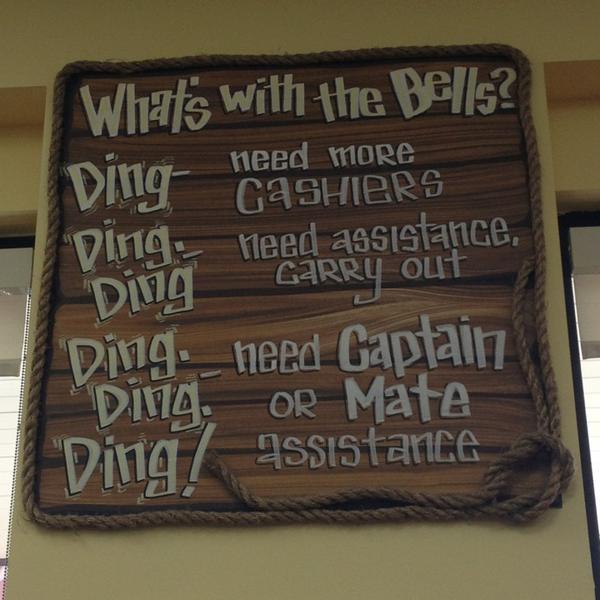 What's with the Bells?
Ding- need more
CASHIERS
Ding. need assistance,
Ding - carry out
Ding. need Captain
Ding. - or Mate
Ding! assistance